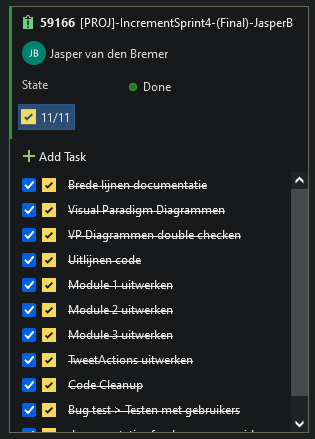 59166 [PROJ]-IncrementSprint4-(Final)-JasperB
JB Jasper van den Bremer
State Done
11/11
Add Task
Brede lijnen documentatie
Visual Paradigm Diagrammen
VP Diagrammen double checken
Uitlijnen code
Module 1 uitwerken
Module 2 uitwerken
Module 3 uitwerken
TweetActions uitwerken
Code Cleanup
Bug test > Testen met gebruikers